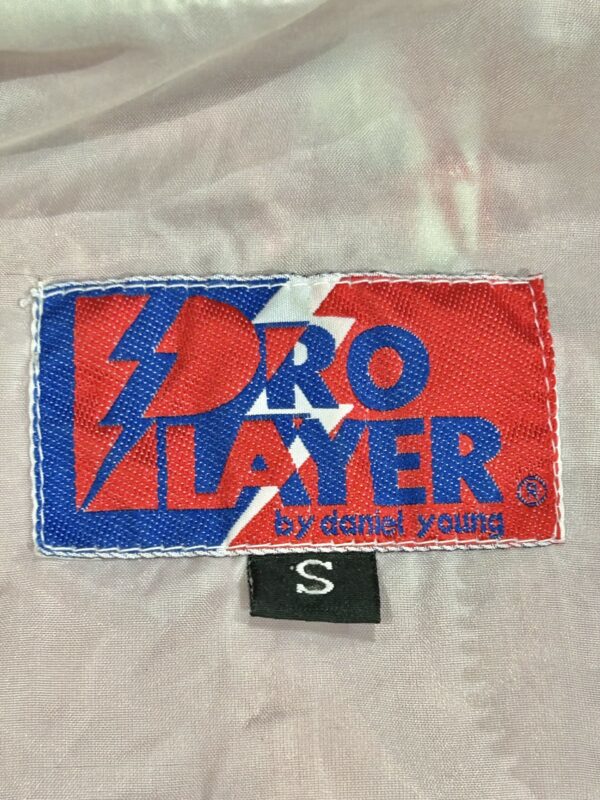 PRO
PLAYER ®
by daniel young
S